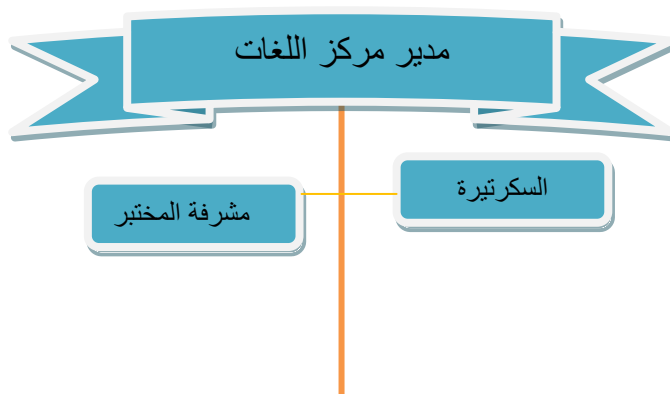 مدير مركز اللغات
السكرتيرة
مشرفة المختبر